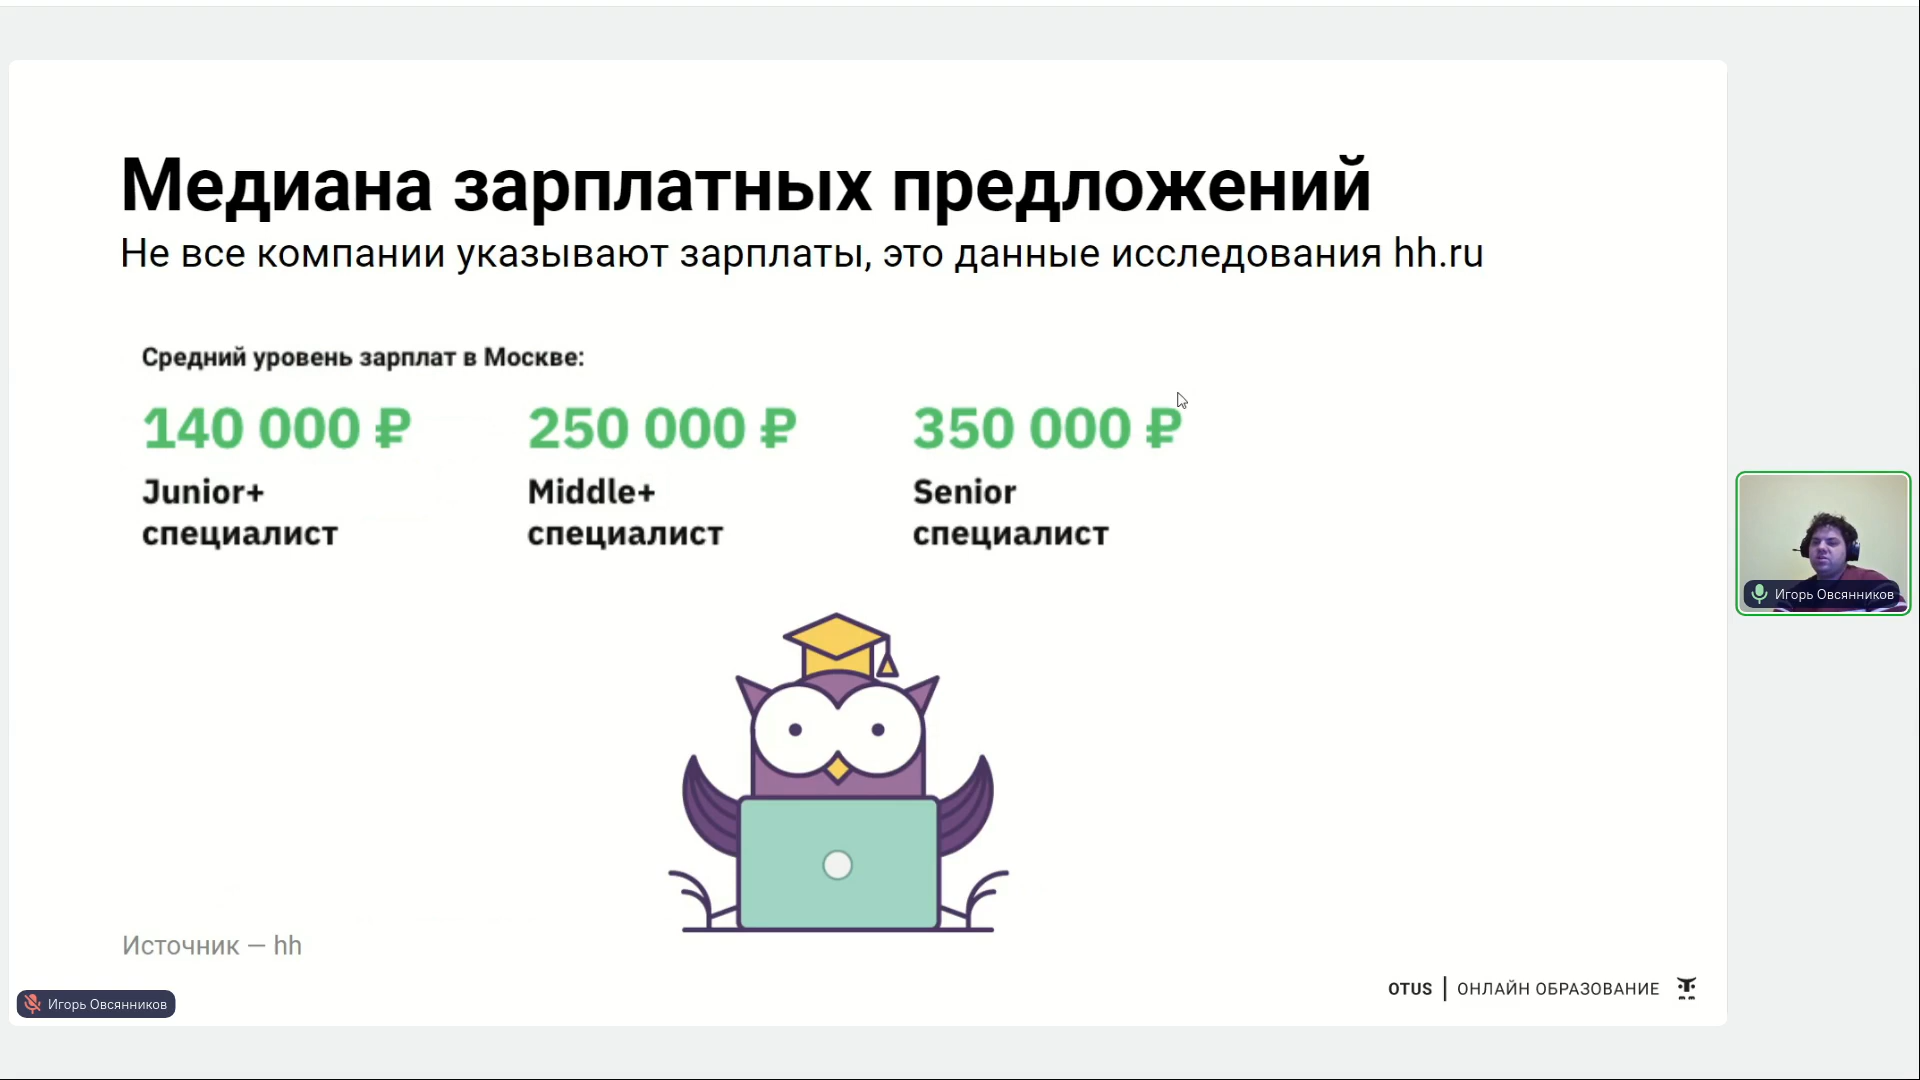 Медиана зарплатных предложений
Не все компании указывают зарплаты, это данные исследования hh.ru
Средний уровень зарплат в Москве:
140 000 ₽
Junior+
специалист
250 000 ₽
Middle+
специалист
350 000 ₽
Senior
специалист
Игорь Овсянников
Источник — hh
OTUS | ОНЛАЙН ОБРАЗОВАНИЕ
Игорь Овсянников